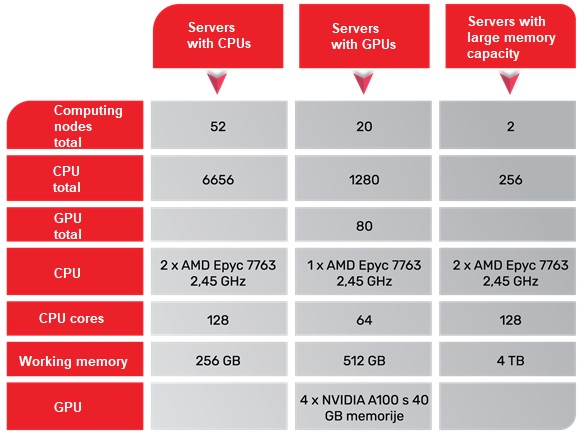 Servers
with CPUs
Servers
with GPUs
Servers with
large memory
capacity
Computing
nodes
total
52
20
2
CPU
total
6656
1280
256
GPU
total
80
CPU
2 x AMD Epyc 7763
2,45 GHz
1 x AMD Epyc 7763
2,45 GHz
2 x AMD Epyc 7763
2,45 GHz
CPU cores
128
64
128
Working memory
256 GB
512 GB
4 TB
GPU
4 x NVIDIA A100 s 40
GB memorije